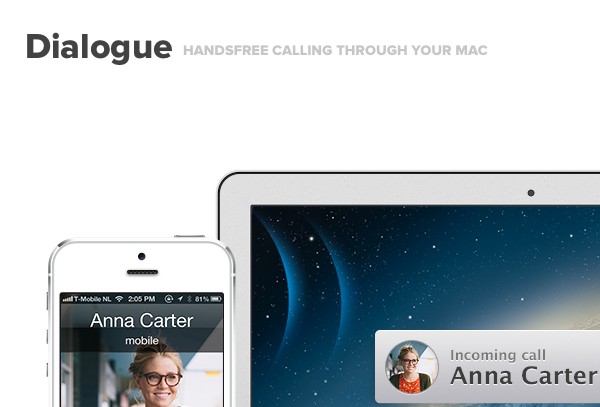 Dialogue HANDSFREE CALLING THROUGH YOUR MAC
T-Mobile NL 2:05 PM 81%
Anna Carter
mobile
Incoming call
Anna Carter